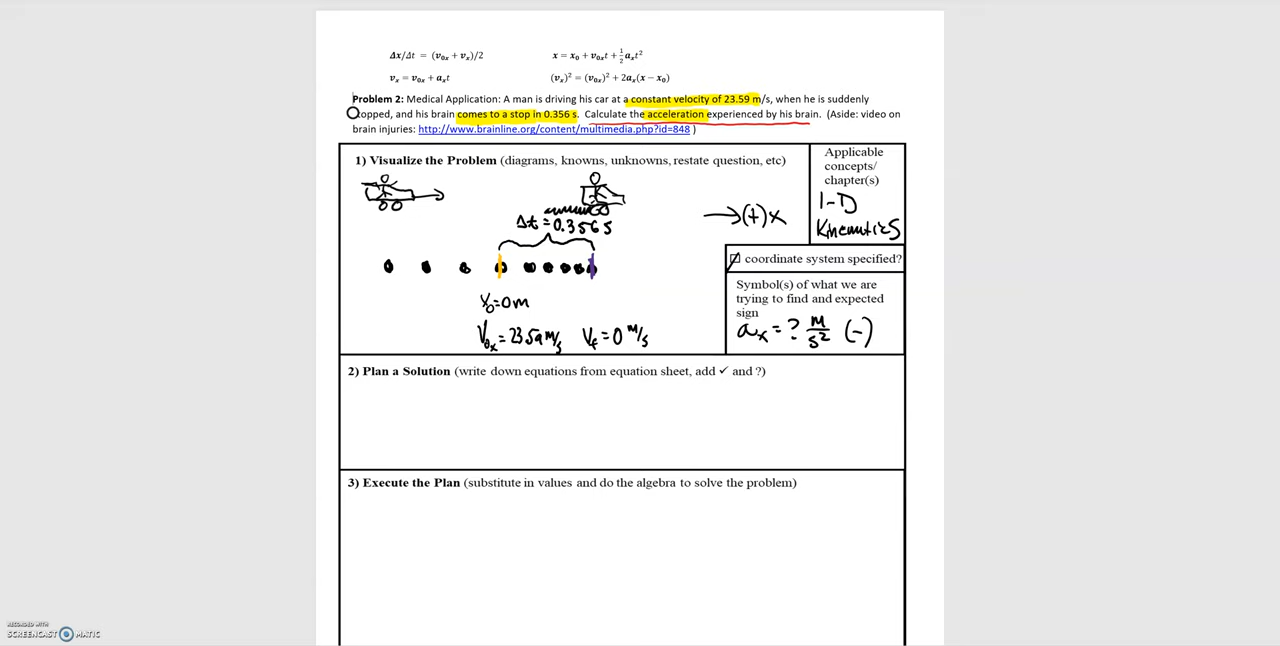 Δx/Δt = (v₀ₓ + vₓ)/2
x = x₀ + v₀ₓt + ½aₓt²
vₓ = v₀ₓ + aₓt
(vₓ)² = (v₀ₓ)² + 2aₓ(x − x₀)
Problem 2: Medical Application: A man is driving his car at a constant velocity of 23.59 m/s, when he is suddenly
stopped, and his brain comes to a stop in 0.356 s. Calculate the acceleration experienced by his brain. (Aside: video on
brain injuries: http://www.brainline.org/content/multimedia.php?id=848 )
1) Visualize the Problem (diagrams, knowns, unknowns, restate question, etc)
Applicable
concepts/
chapter(s)
1-D
Kinematics
Δt = 0.356 s
→(+)x
☑ coordinate system specified?
x₀=0m
V₀ₓ = 23.59 m/s
Vf = 0 m/s
Symbol(s) of what we are
trying to find and expected
sign
aₓ = ? m/s² (-)
2) Plan a Solution (write down equations from equation sheet, add ✓ and ?)
3) Execute the Plan (substitute in values and do the algebra to solve the problem)
RECORDED WITH
SCREENCAST MATIC